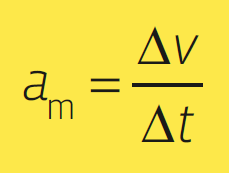 aₘ = Δv / Δt